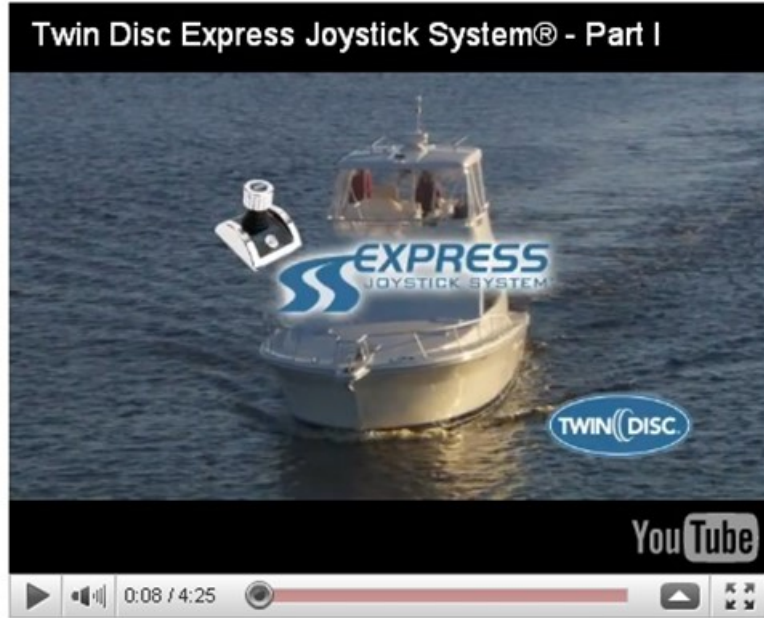 Twin Disc Express Joystick System® - Part I
EXPRESS
JOYSTICK SYSTEM
TWIN DISC
YouTube
0:08 / 4:25